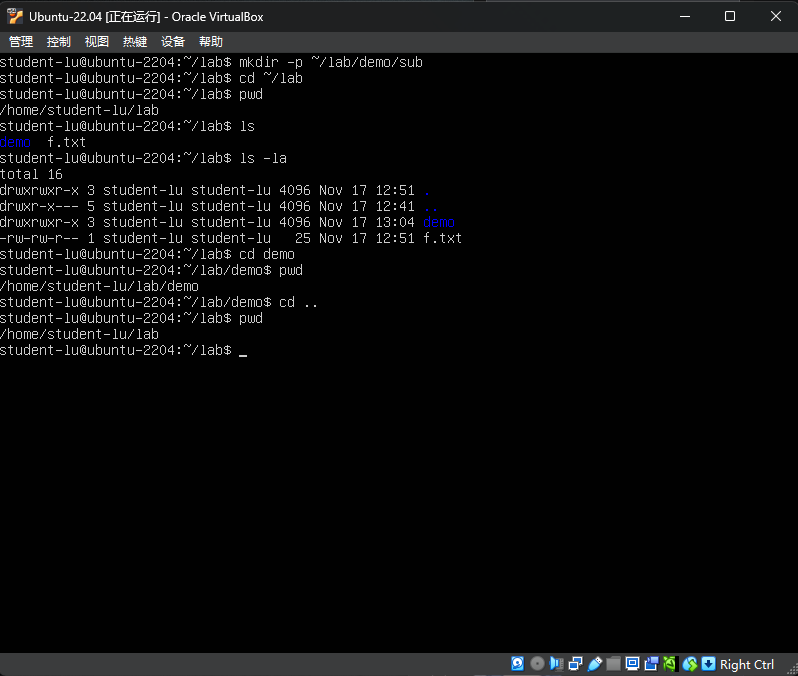 Ubuntu-22.04 [正在运行] - Oracle VirtualBox
管理 控制 视图 热键 设备 帮助
student-lu@ubuntu-2204:~/lab$ mkdir -p ~/lab/demo/sub
student-lu@ubuntu-2204:~/lab$ cd ~/lab
student-lu@ubuntu-2204:~/lab$ pwd
/home/student-lu/lab
student-lu@ubuntu-2204:~/lab$ ls
demo  f.txt
student-lu@ubuntu-2204:~/lab$ ls -la
total 16
drwxrwxr-x 3 student-lu student-lu 4096 Nov 17 12:51 .
drwxr-x--- 5 student-lu student-lu 4096 Nov 17 12:41 ..
drwxrwxr-x 3 student-lu student-lu 4096 Nov 17 13:04 demo
-rw-rw-r-- 1 student-lu student-lu   25 Nov 17 12:51 f.txt
student-lu@ubuntu-2204:~/lab$ cd demo
student-lu@ubuntu-2204:~/lab/demo$ pwd
/home/student-lu/lab/demo
student-lu@ubuntu-2204:~/lab/demo$ cd ..
student-lu@ubuntu-2204:~/lab$ pwd
/home/student-lu/lab
student-lu@ubuntu-2204:~/lab$ _
Right Ctrl